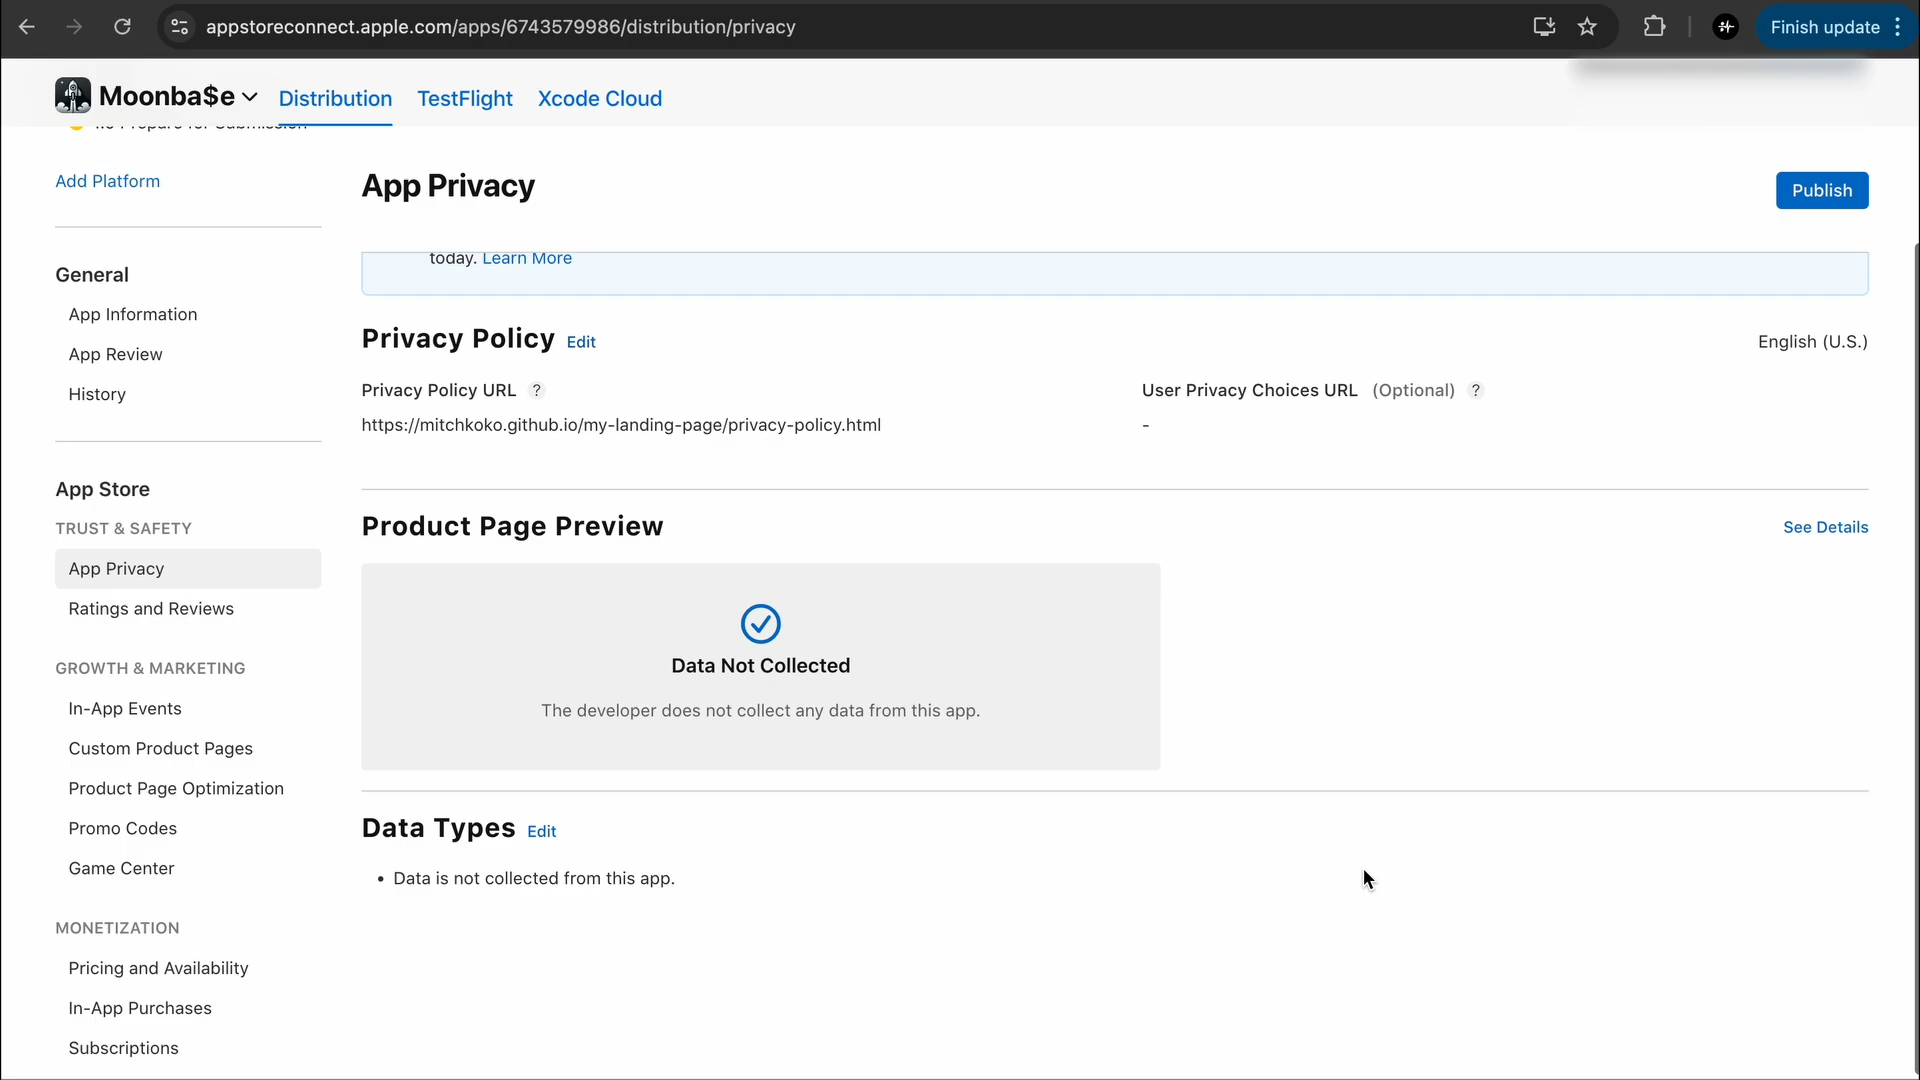 appstoreconnect.apple.com/apps/6743579986/distribution/privacy
Finish update
Moonba$e
Distribution
TestFlight
Xcode Cloud
Prepare for Submission
Add Platform
General
App Information
App Review
History
App Store
TRUST & SAFETY
App Privacy
Ratings and Reviews
GROWTH & MARKETING
In-App Events
Custom Product Pages
Product Page Optimization
Promo Codes
Game Center
MONETIZATION
Pricing and Availability
In-App Purchases
Subscriptions
App Privacy
Publish
today. Learn More
Privacy Policy Edit
English (U.S.)
Privacy Policy URL ?
https://mitchkoko.github.io/my-landing-page/privacy-policy.html
User Privacy Choices URL (Optional) ?
-
Product Page Preview
See Details
Data Not Collected
The developer does not collect any data from this app.
Data Types Edit
• Data is not collected from this app.